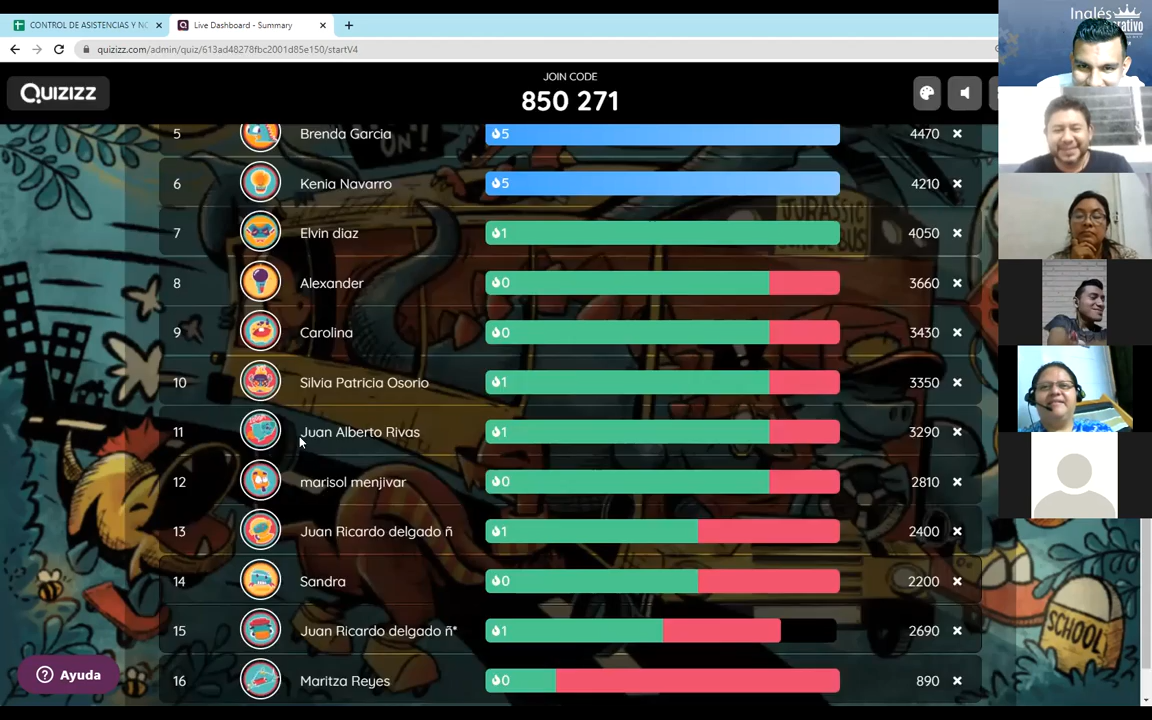 CONTROL DE ASISTENCIAS Y NO
Live Dashboard - Summary
quizizz.com/admin/quiz/613ad48278fbc2001d85e150/startV4
Quizizz
JOIN CODE
850 271
Inglés
5 Brenda Garcia 5 4470
6 Kenia Navarro 5 4210
7 Elvin diaz 1 4050
8 Alexander 0 3660
9 Carolina 0 3430
10 Silvia Patricia Osorio 1 3350
11 Juan Alberto Rivas 1 3290
12 marisol menjivar 0 2810
13 Juan Ricardo delgado ñ 1 2400
14 Sandra 0 2200
15 Juan Ricardo delgado ñ* 1 2690
16 Maritza Reyes 0 890
ON!
JURASSIC
SCHOOL
Ayuda